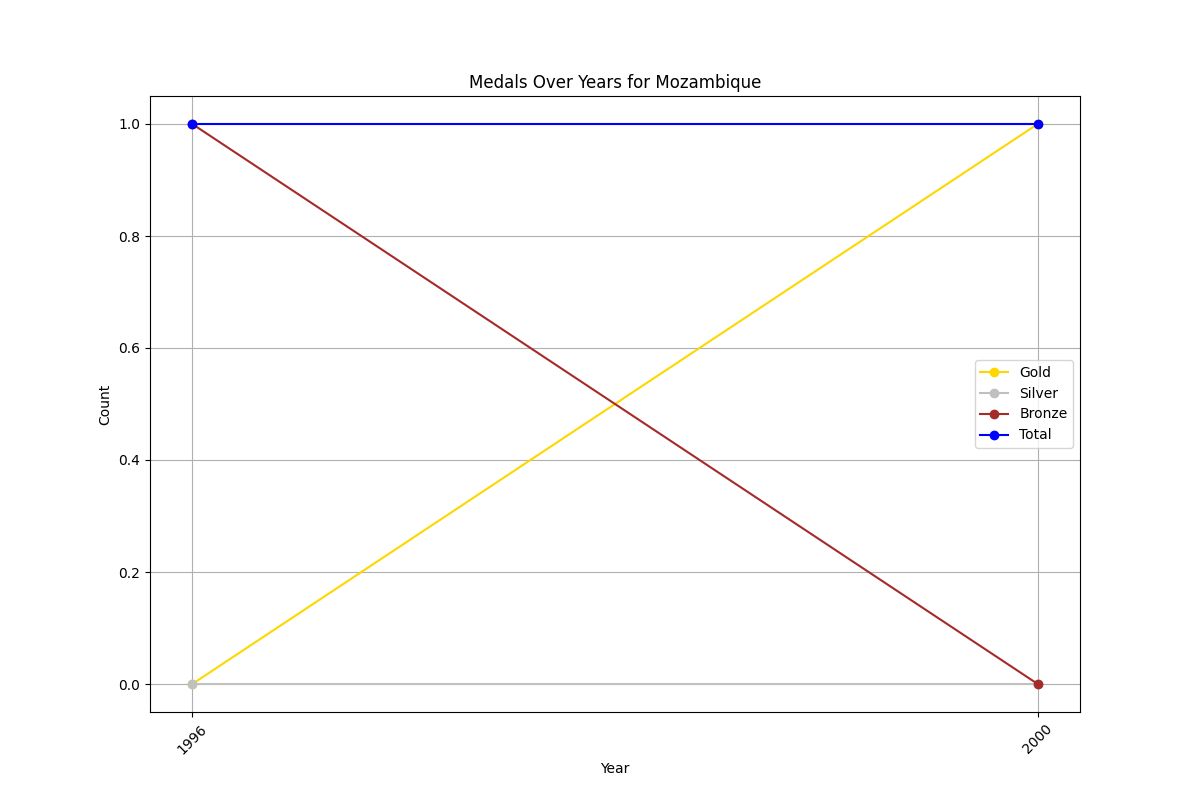 Medals Over Years for Mozambique
1.0
0.8
0.6
0.4
0.2
0.0
Count
Gold
Silver
Bronze
Total
1996
2000
Year